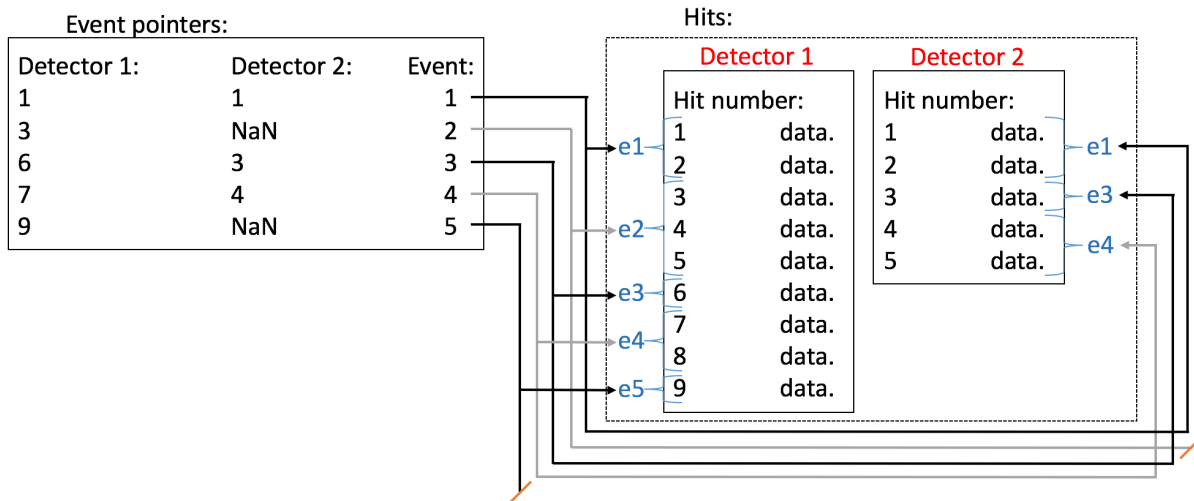 Event pointers:
Detector 1: Detector 2: Event:
1 1 1
3 NaN 2
6 3 3
7 4 4
9 NaN 5
Hits:
Detector 1
Hit number:
1 data.
2 data.
3 data.
4 data.
5 data.
6 data.
7 data.
8 data.
9 data.
e1
e2
e3
e4
e5
Detector 2
Hit number:
1 data.
2 data.
3 data.
4 data.
5 data.
e1
e3
e4